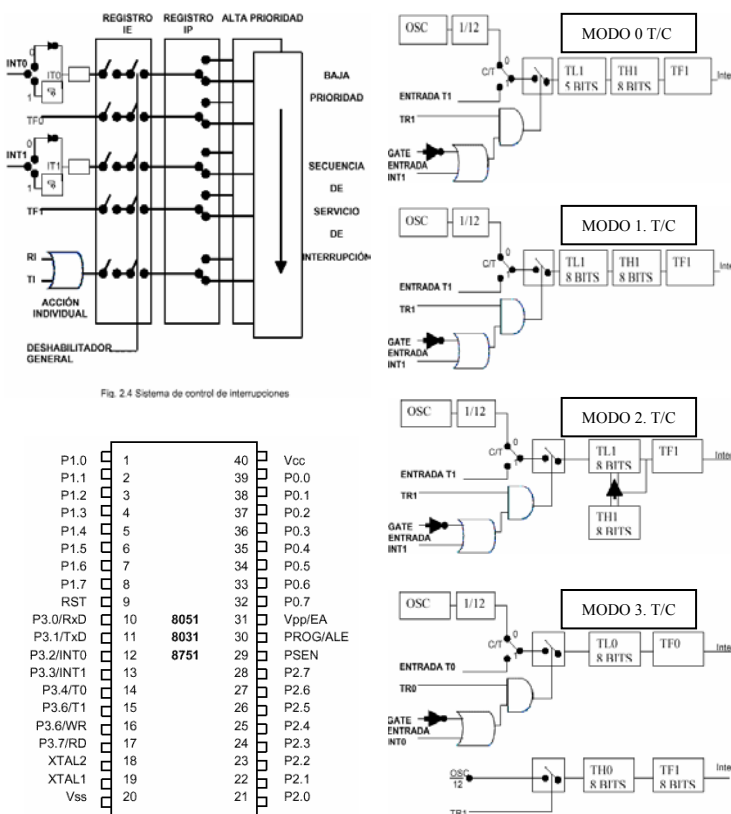 REGISTRO IE
REGISTRO IP
ALTA PRIORIDAD
INT0
0
1
IT0
TF0
INT1
0
1
IT1
TF1
RI
TI
ACCIÓN INDIVIDUAL
DESHABILITADOR GENERAL
BAJA
PRIORIDAD
SECUENCIA
DE
SERVICIO
DE
INTERRUPCIÓN
Fig. 2.4 Sistema de control de interrupciones
P1.0 1 40 Vcc
P1.1 2 39 P0.0
P1.2 3 38 P0.1
P1.3 4 37 P0.2
P1.4 5 36 P0.3
P1.5 6 35 P0.4
P1.6 7 34 P0.5
P1.7 8 33 P0.6
RST 9 32 P0.7
P3.0/RxD 10 8051 31 Vpp/EA
P3.1/TxD 11 8031 30 PROG/ALE
P3.2/INT0 12 8751 29 PSEN
P3.3/INT1 13 28 P2.7
P3.4/T0 14 27 P2.6
P3.6/T1 15 26 P2.5
P3.6/WR 16 25 P2.4
P3.7/RD 17 24 P2.3
XTAL2 18 23 P2.2
XTAL1 19 22 P2.1
Vss 20 21 P2.0
OSC 1/12 MODO 0 T/C
0
C/T
1
TL1 5 BITS
TH1 8 BITS
TF1
Inte
ENTRADA T1
TR1
GATE
ENTRADA
INT1
OSC 1/12 MODO 1. T/C
0
C/T
1
TL1 8 BITS
TH1 8 BITS
TF1
Inte
ENTRADA T1
TR1
GATE
ENTRADA
INT1
OSC 1/12 MODO 2. T/C
0
C/T
1
TL1 8 BITS
TF1
Inte
ENTRADA T1
TR1
TH1 8 BITS
GATE
ENTRADA
INT1
OSC 1/12 MODO 3. T/C
0
C/T
1
TL0 8 BITS
TF0
Inte
ENTRADA T0
TR0
GATE
ENTRADA
INT0
OSC
12
TH0 8 BITS
TF1
Inte
TR1